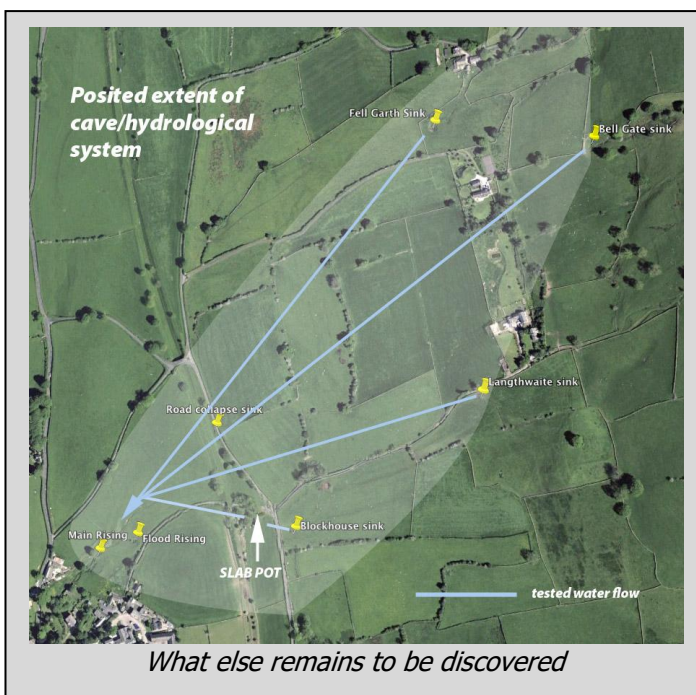 Posited extent of
cave/hydrological
system
Fell Garth Sink
Bell Gate sink
Langthwaite sink
Road collapse sink
Blockhouse sink
Main Rising
Flood Rising
SLAB POT
tested water flow
What else remains to be discovered